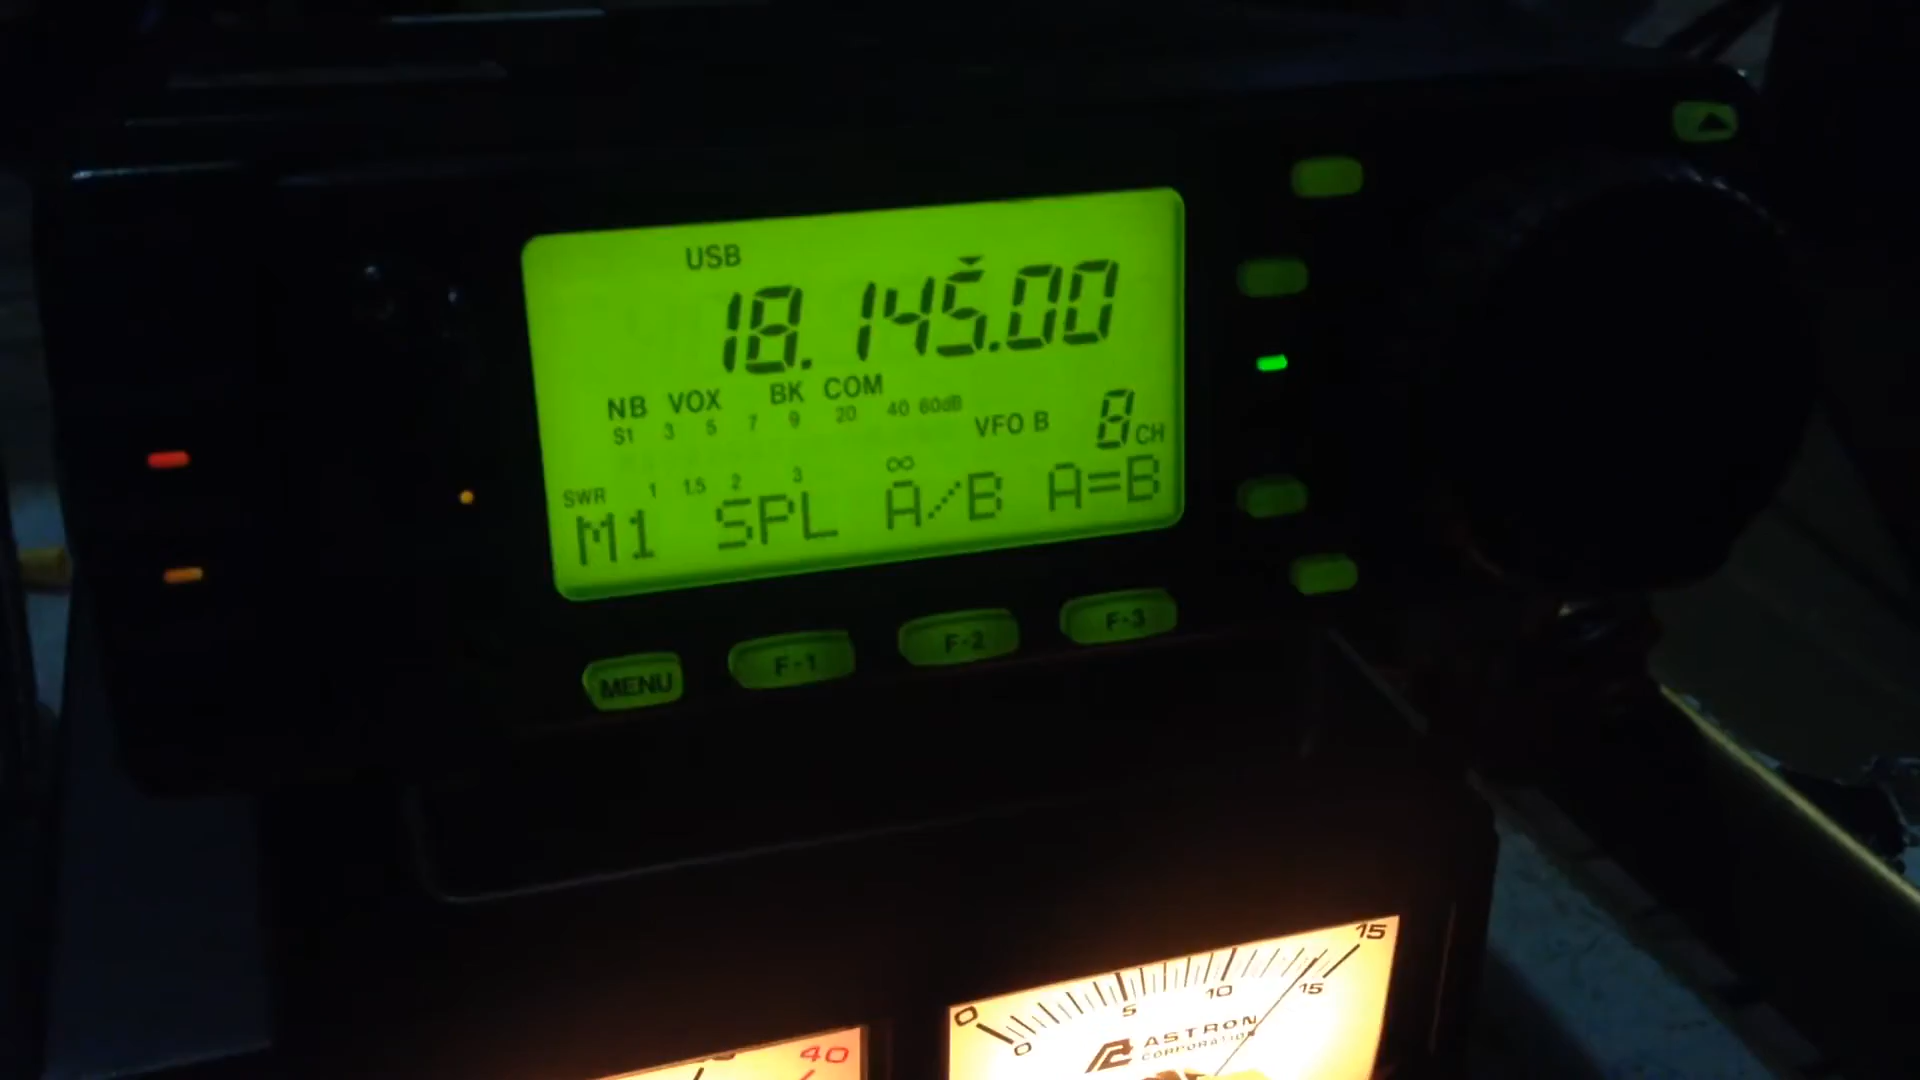 USB
18.145.00
NB VOX BK COM
S1 3 5 7 9 20 40 60dB
VFO B 8 CH
SWR 1 1.5 2 3 ∞
M1 SPL A/B A=B
MENU F-1 F-2 F-3
0 5 10 15
0 15
ASTRON
CORPORATION
40